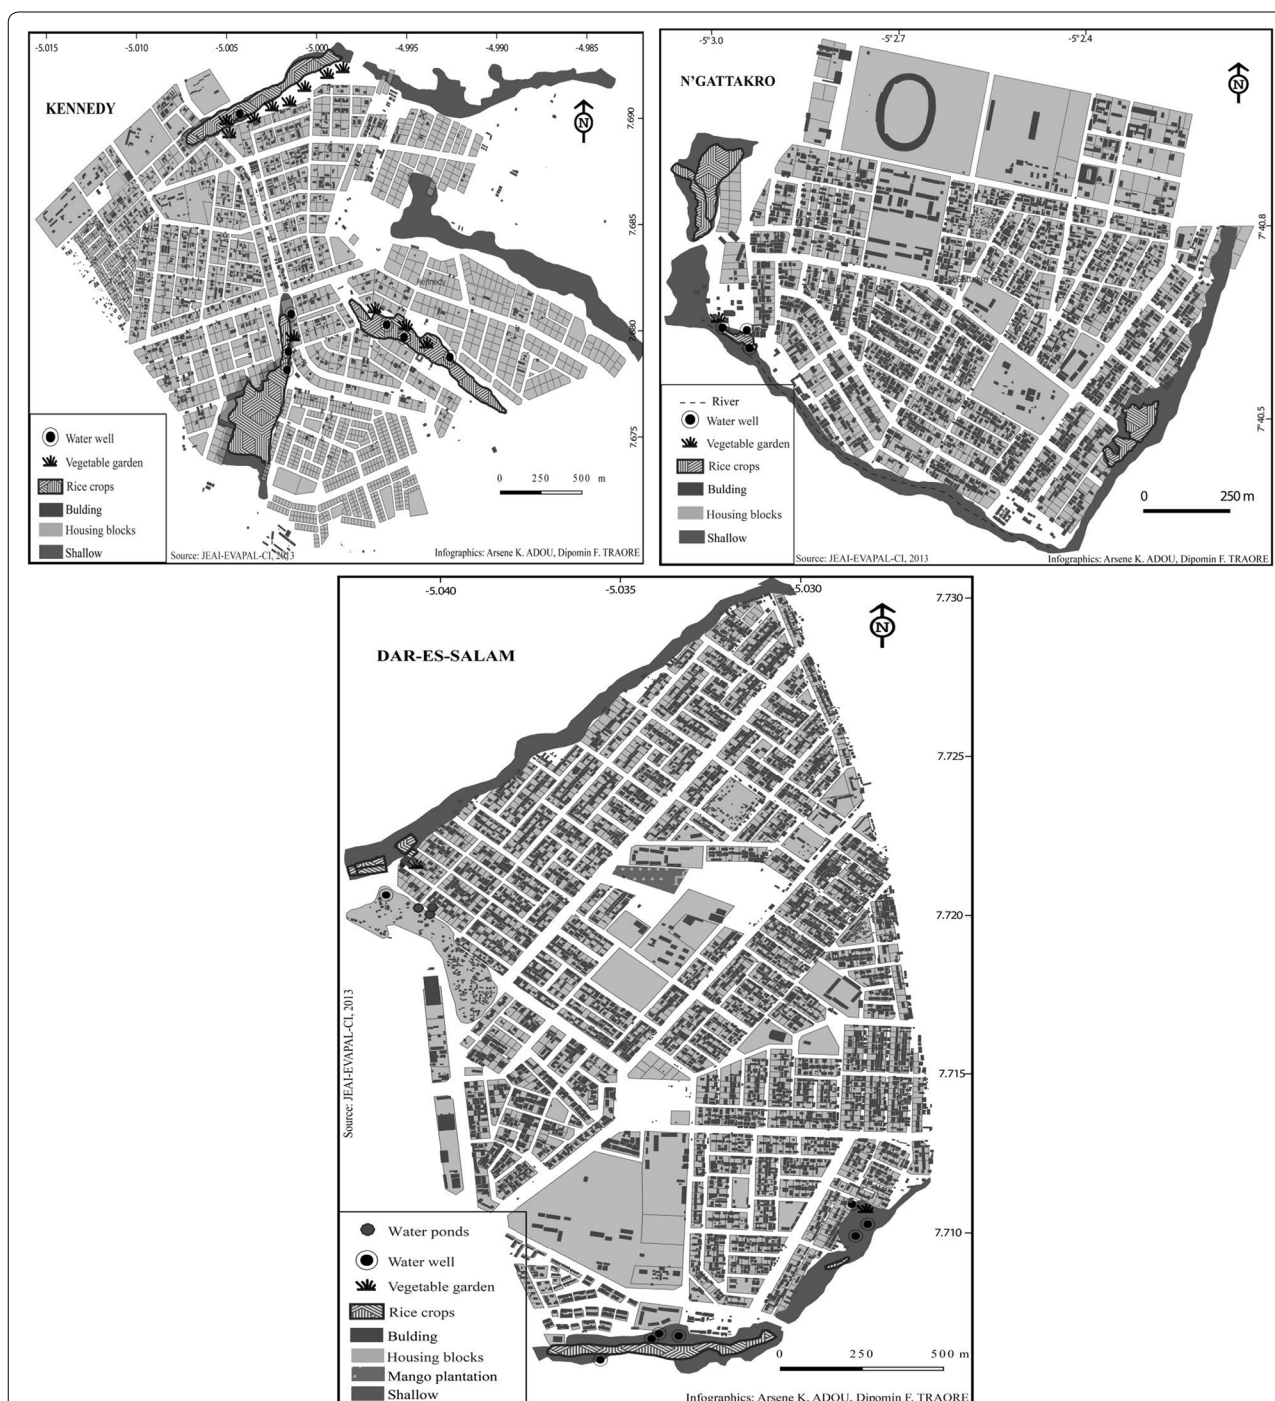 -5.015 -5.010 -5.005 -5.000 -4.995 -4.990 -4.985
KENNEDY
N
7.690
7.685
7.680
7.675
Kennedy
Water well
Vegetable garden
Rice crops
Bulding
Housing blocks
Shallow
0 250 500 m
Source: JEAI-EVAPAL-CI, 2013
Infographics: Arsene K. ADOU, Dipomin F. TRAORE
-5°3.0 -5°2.7 -5°2.4
N'GATTAKRO
N
7°40.8
7°40.5
River
Water well
Vegetable garden
Rice crops
Bulding
Housing blocks
Shallow
0 250 m
Source: JEAI-EVAPAL-CI, 2013
Infographics: Arsene K. ADOU, Dipomin F. TRAORE
-5.040 -5.035 -5.030
DAR-ES-SALAM
N
7.730
7.725
7.720
7.715
7.710
Source: JEAI-EVAPAL-CI, 2013
Water ponds
Water well
Vegetable garden
Rice crops
Bulding
Housing blocks
Mango plantation
Shallow
0 250 500 m
Infographics: Arsene K. ADOU, Dipomin F. TRAORE